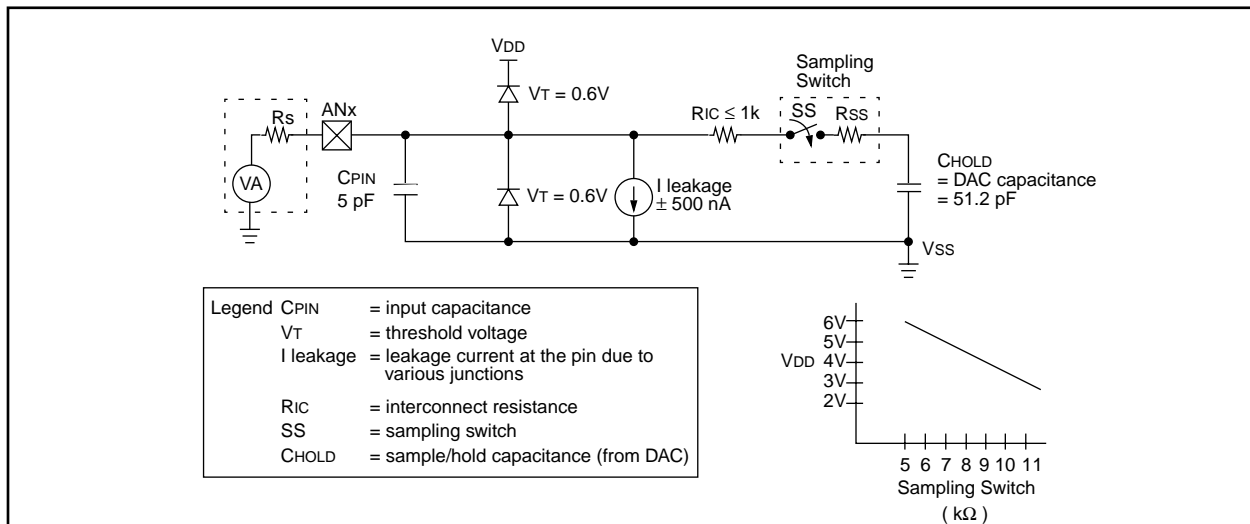 VDD
Sampling
Switch
VT = 0.6V
RIC ≤ 1k
SS
RSS
Rs
ANx
CPIN
5 pF
VA
VT = 0.6V
I leakage
± 500 nA
CHOLD
= DAC capacitance
= 51.2 pF
VSS
Legend CPIN = input capacitance
VT = threshold voltage
I leakage = leakage current at the pin due to
various junctions
RIC = interconnect resistance
SS = sampling switch
CHOLD = sample/hold capacitance (from DAC)
6V
5V
VDD 4V
3V
2V
5 6 7 8 9 10 11
Sampling Switch
( kΩ )